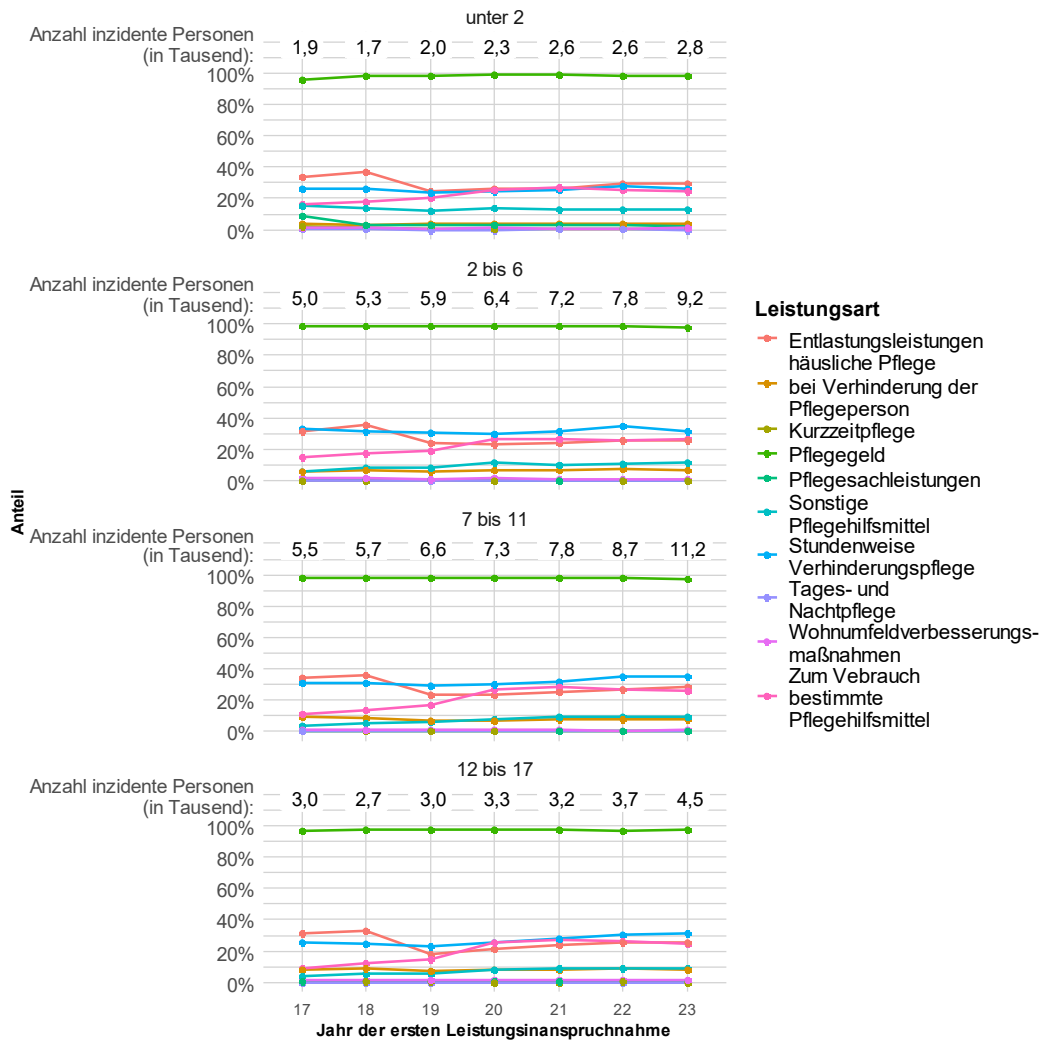 unter 2
Anzahl inzidente Personen
(in Tausend):
1,9 1,7 2,0 2,3 2,6 2,6 2,8
100%
80%
60%
40%
20%
0%
2 bis 6
Anzahl inzidente Personen
(in Tausend):
5,0 5,3 5,9 6,4 7,2 7,8 9,2
100%
80%
60%
40%
20%
0%
7 bis 11
Anzahl inzidente Personen
(in Tausend):
5,5 5,7 6,6 7,3 7,8 8,7 11,2
100%
80%
60%
40%
20%
0%
12 bis 17
Anzahl inzidente Personen
(in Tausend):
3,0 2,7 3,0 3,3 3,2 3,7 4,5
100%
80%
60%
40%
20%
0%
17 18 19 20 21 22 23
Jahr der ersten Leistungsinanspruchnahme
Anteil
Leistungsart
Entlastungsleistungen
häusliche Pflege
bei Verhinderung der
Pflegeperson
Kurzzeitpflege
Pflegegeld
Pflegesachleistungen
Sonstige
Pflegehilfsmittel
Stundenweise
Verhinderungspflege
Tages- und
Nachtpflege
Wohnumfeldverbesserungs-
maßnahmen
Zum Vebrauch
bestimmte
Pflegehilfsmittel